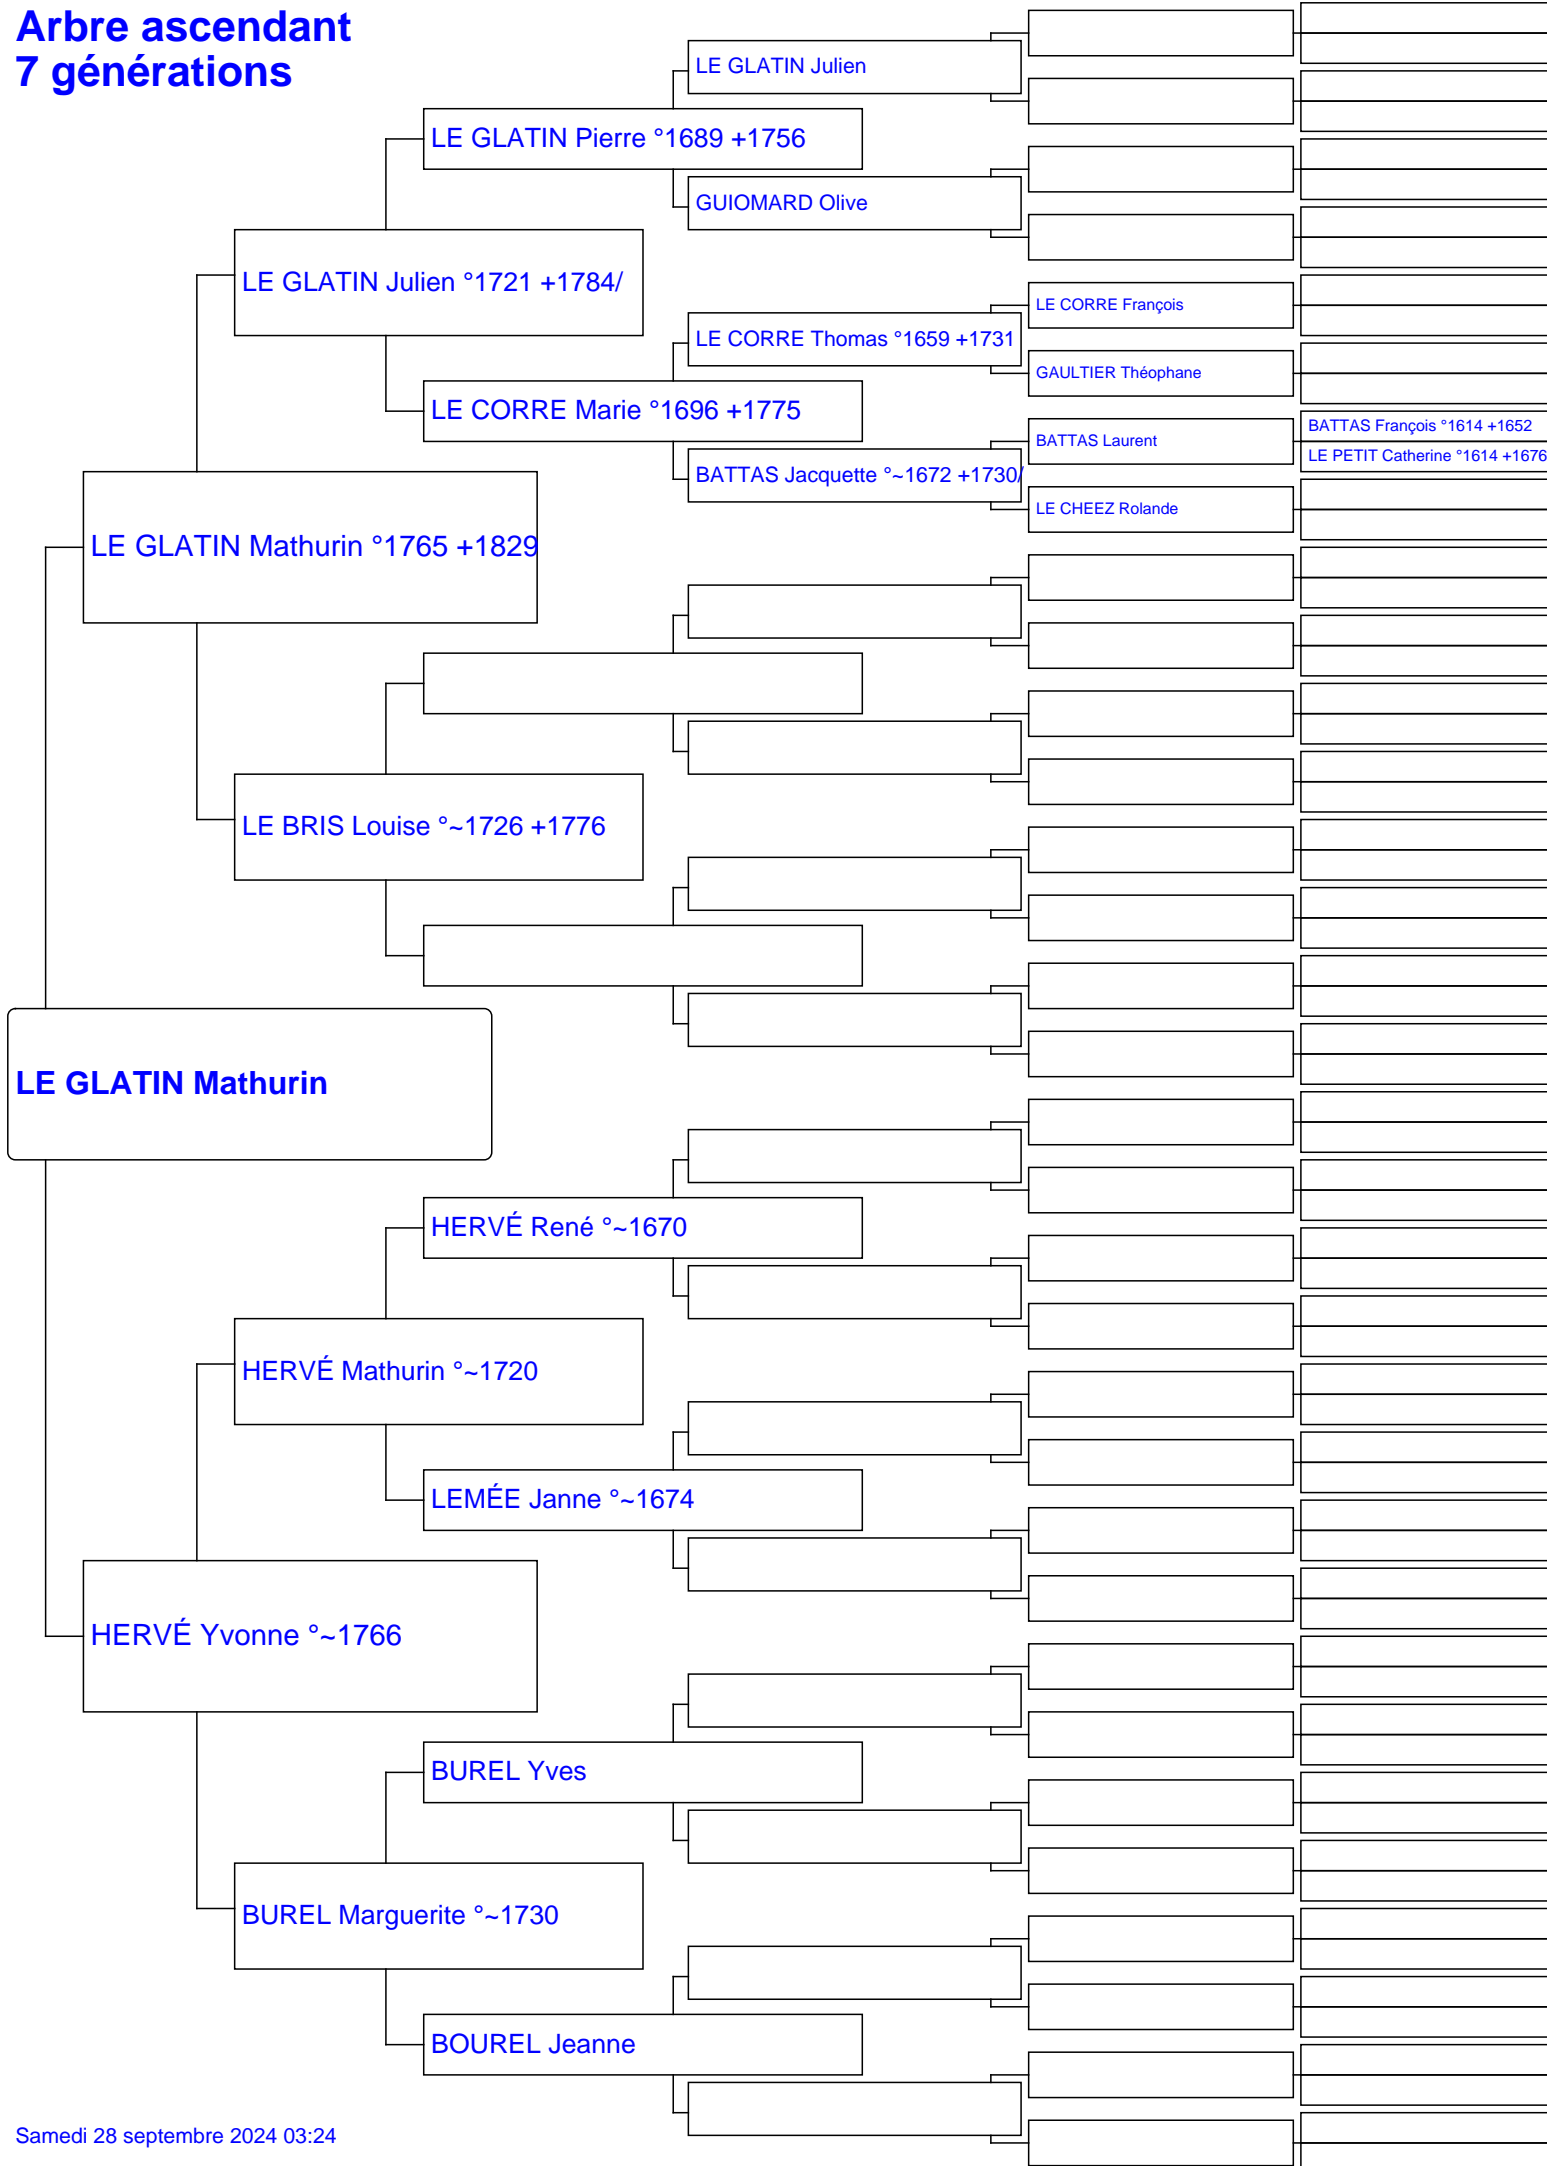 Arbre ascendant
7 générations
LE GLATIN Julien
LE GLATIN Pierre °1689 +1756
GUIOMARD Olive
LE GLATIN Julien °1721 +1784/
LE CORRE François
LE CORRE Thomas °1659 +1731
GAULTIER Théophane
LE CORRE Marie °1696 +1775
BATTAS François °1614 +1652
BATTAS Laurent
LE PETIT Catherine °1614 +1676
BATTAS Jacquette °~1672 +1730/
LE CHEEZ Rolande
LE GLATIN Mathurin °1765 +1829
LE BRIS Louise °~1726 +1776
LE GLATIN Mathurin
HERVÉ René °~1670
HERVÉ Mathurin °~1720
LEMÉE Janne °~1674
HERVÉ Yvonne °~1766
BUREL Yves
BUREL Marguerite °~1730
BOUREL Jeanne
Samedi 28 septembre 2024 03:24